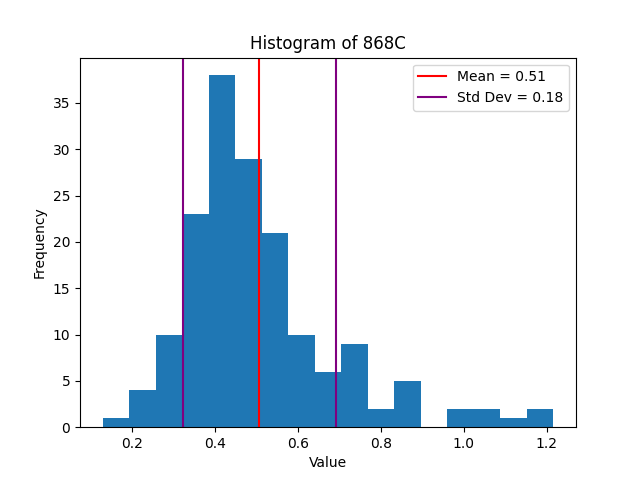 Histogram of 868C
Mean = 0.51
Std Dev = 0.18
35
30
25
20
15
10
5
0
Frequency
0.2 0.4 0.6 0.8 1.0 1.2
Value